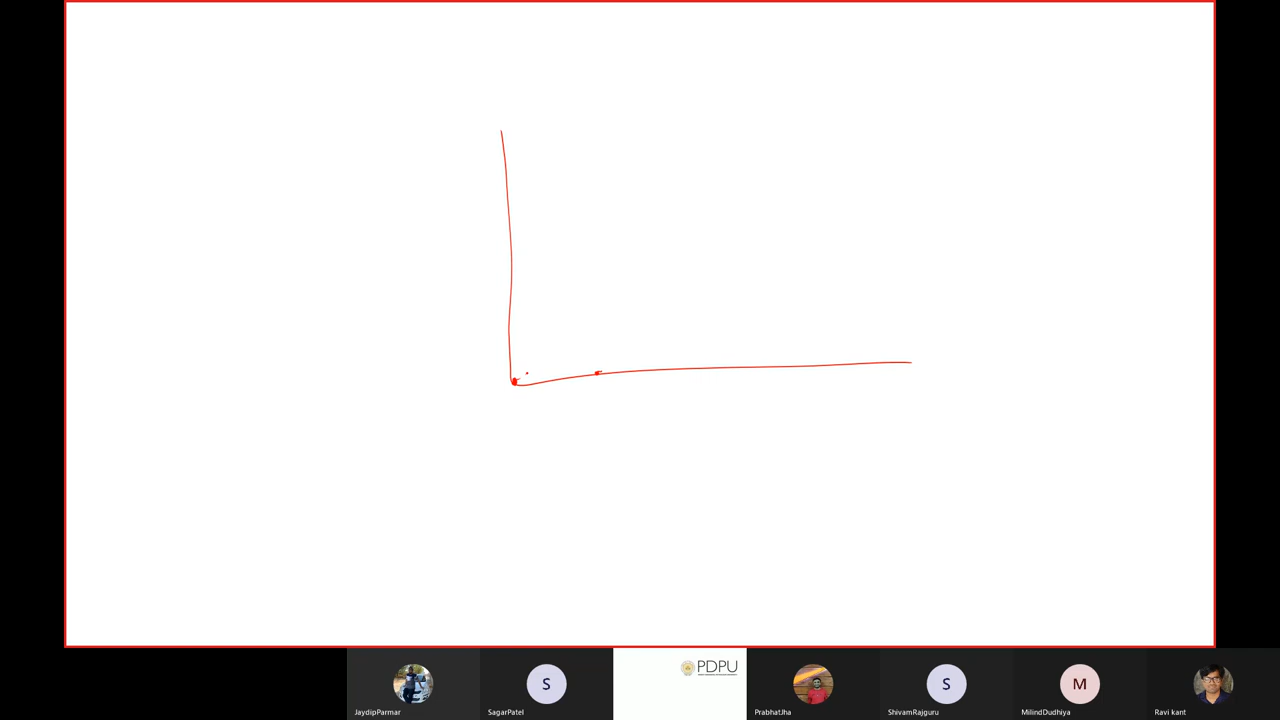 PDPU
JaydipParmar
S
SagarPatel
PrabhatJha
S
ShivamRajguru
M
MilindDudhiya
Ravi kant